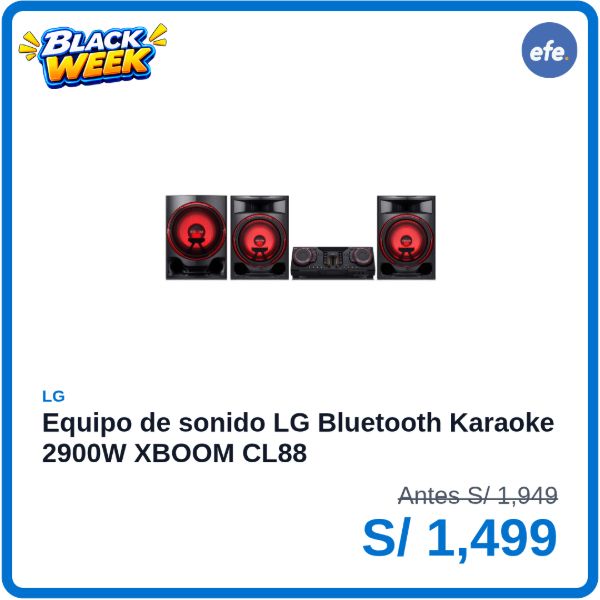 BLACK
WEEK
efe.
LG
Equipo de sonido LG Bluetooth Karaoke
2900W XBOOM CL88
Antes S/ 1,949
S/ 1,499